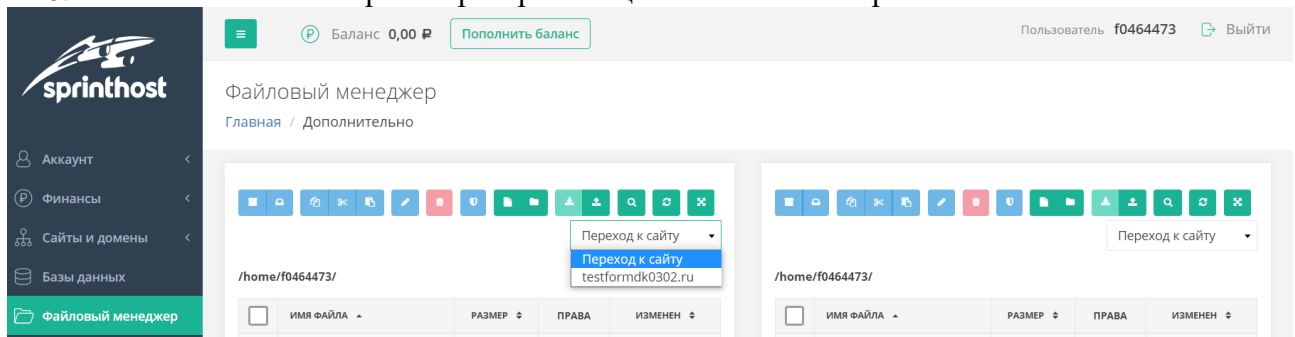 sprinthost
Баланс 0,00 ₽ Пополнить баланс
Пользователь f0464473 Выйти
Файловый менеджер
Главная / Дополнительно
Аккаунт
Финансы
Сайты и домены
Базы данных
Файловый менеджер
Переход к сайту
Переход к сайту
testformdk0302.ru
/home/f0464473/
ИМЯ ФАЙЛА РАЗМЕР ПРАВА ИЗМЕНЕН
Переход к сайту
/home/f0464473/
ИМЯ ФАЙЛА РАЗМЕР ПРАВА ИЗМЕНЕН